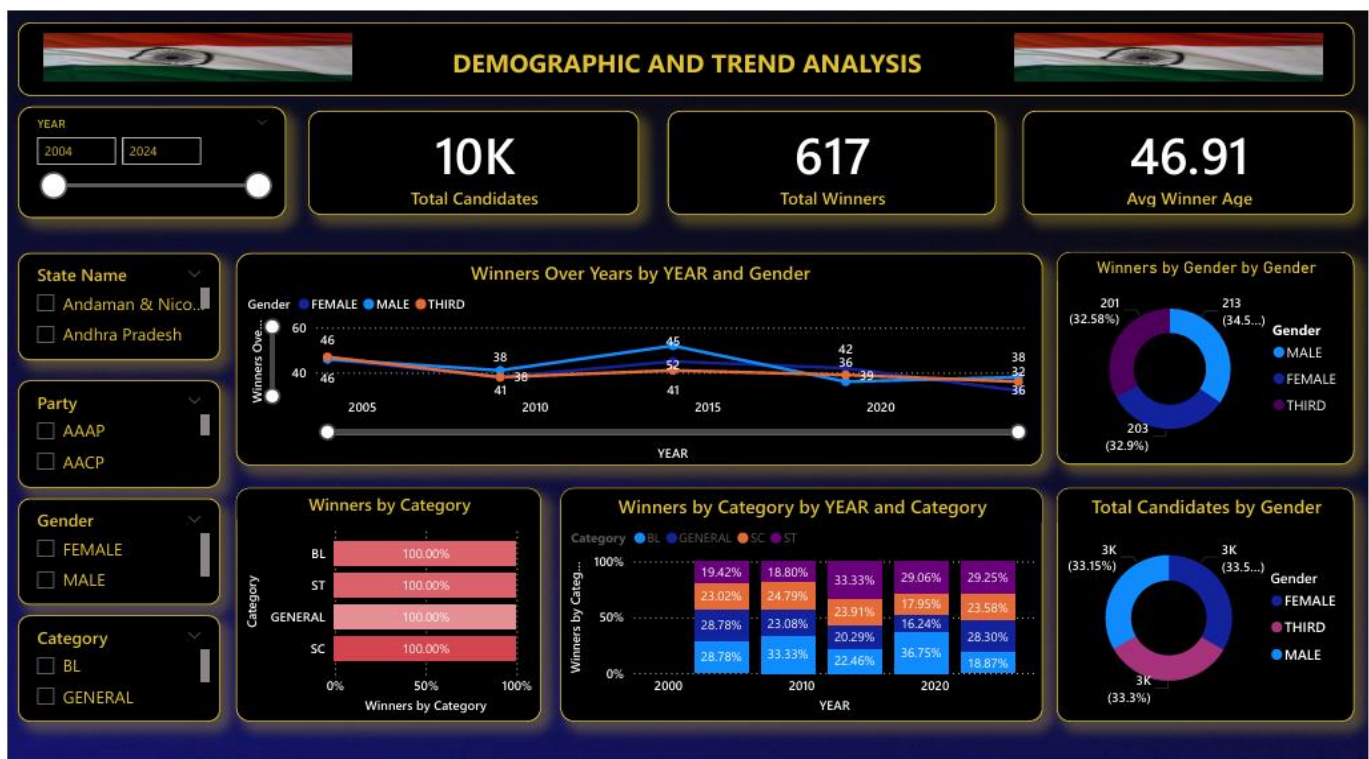 DEMOGRAPHIC AND TREND ANALYSIS
YEAR
2004 2024
10K
Total Candidates
617
Total Winners
46.91
Avg Winner Age
State Name
Andaman & Nico...
Andhra Pradesh
Party
AAAP
AACP
Gender
FEMALE
MALE
Category
BL
GENERAL
Winners Over Years by YEAR and Gender
Gender FEMALE MALE THIRD
Winners Ove...
60
40
46
46
38
38
41
45
52
41
42
36
39
38
32
36
2005 2010 2015 2020
YEAR
Winners by Gender by Gender
201
(32.58%)
213
(34.5...)
203
(32.9%)
Gender
MALE
FEMALE
THIRD
Winners by Category
Category
BL 100.00%
ST 100.00%
GENERAL 100.00%
SC 100.00%
0% 50% 100%
Winners by Category
Winners by Category by YEAR and Category
Category BL GENERAL SC ST
Winners by Categ...
100%
50%
0%
19.42% 18.80% 33.33% 29.06% 29.25%
23.02% 24.79% 23.91% 17.95% 23.58%
28.78% 23.08% 20.29% 16.24% 28.30%
28.78% 33.33% 22.46% 36.75% 18.87%
2000 2010 2020
YEAR
Total Candidates by Gender
3K
(33.15%)
3K
(33.5...)
3K
(33.3%)
Gender
FEMALE
THIRD
MALE